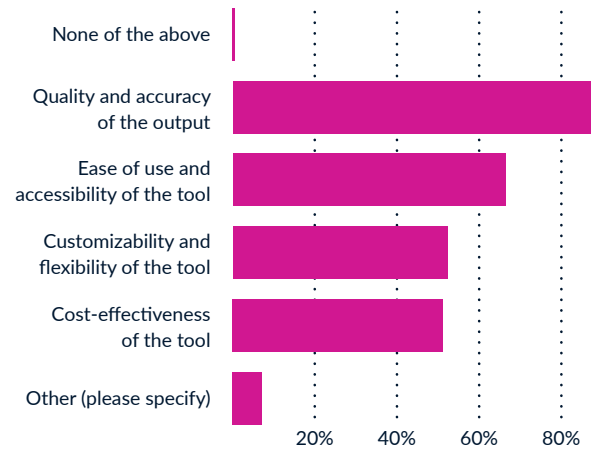 None of the above
Quality and accuracy
of the output
Ease of use and
accessibility of the tool
Customizability and
flexibility of the tool
Cost-effectiveness
of the tool
Other (please specify)
20% 40% 60% 80%